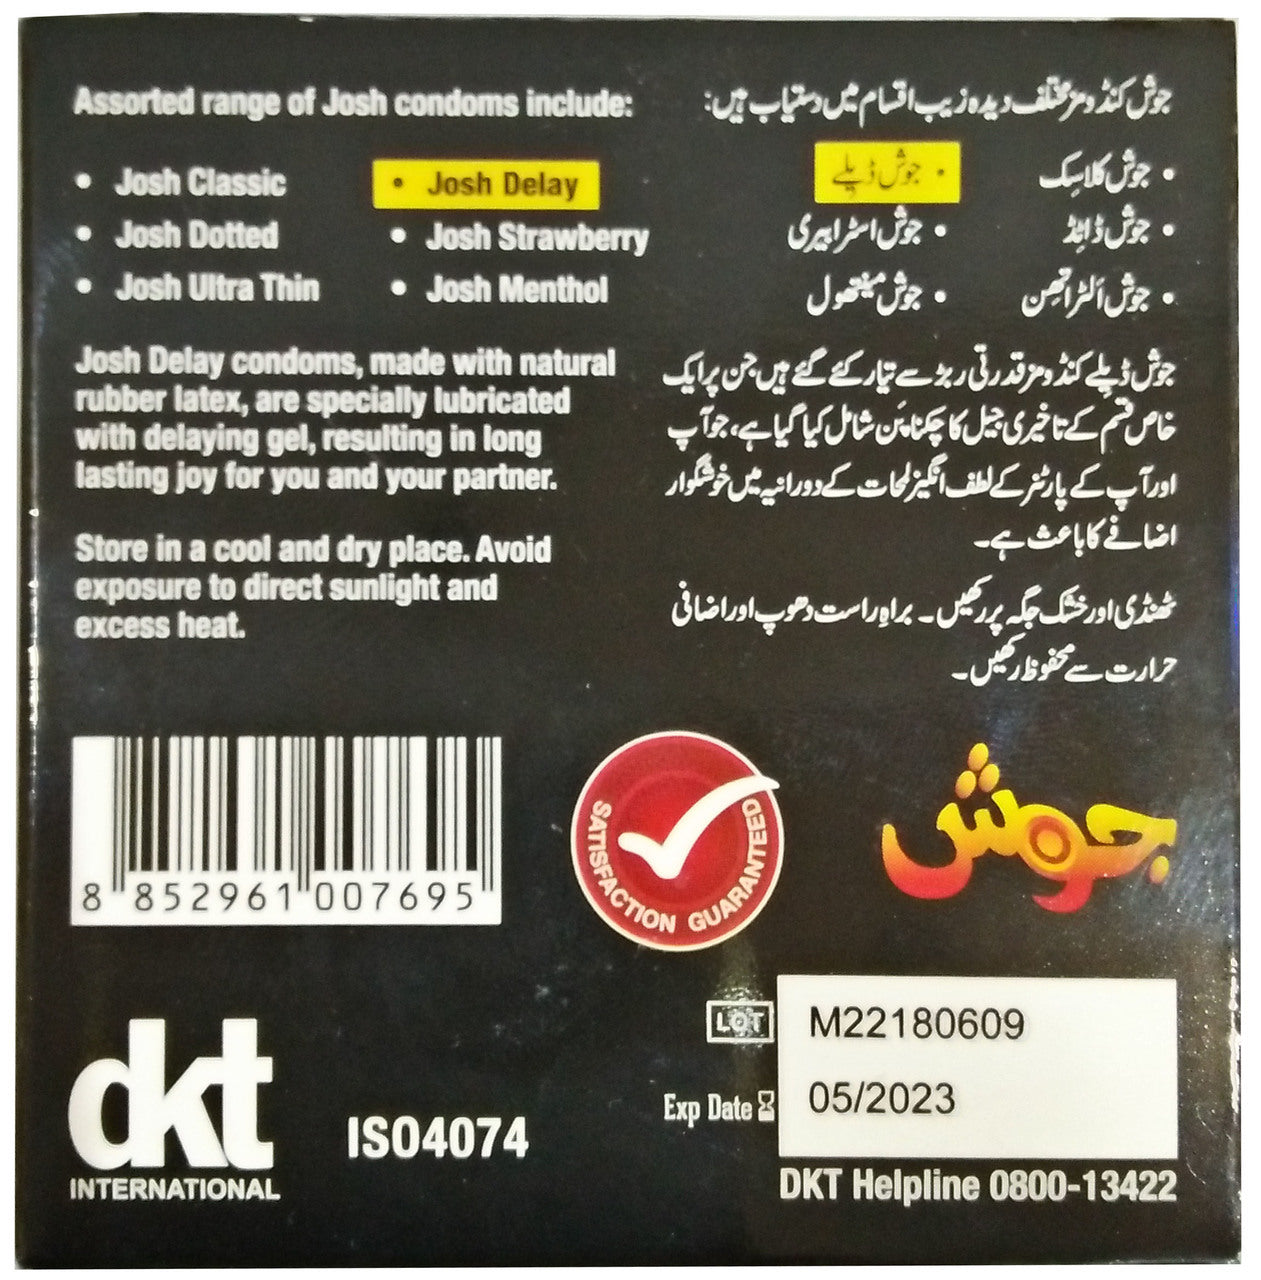 Assorted range of Josh condoms include:
• Josh Classic
• Josh Delay
• Josh Dotted
• Josh Strawberry
• Josh Ultra Thin
• Josh Menthol
Josh Delay condoms, made with natural
rubber latex, are specially lubricated
with delaying gel, resulting in long
lasting joy for you and your partner.
Store in a cool and dry place. Avoid
exposure to direct sunlight and
excess heat.
جوش کنڈومز مختلف دیدہ زیب اقسام میں دستیاب ہیں:
• جوش کلاسِک
• جوش ڈیلے
• جوش ڈاٹِڈ
• جوش اسٹرابیری
• جوش اُلٹراتھِن
• جوش مینتھول
جوش ڈیلے کنڈومز قدرتی ربڑ سے تیار کئے گئے ہیں جن پر ایک
خاص قسم کے تاخیری جیل کا چکنا پَن شامل کیا گیا ہے، جو آپ
اور آپ کے پارٹنر کے لطف انگیز لمحات کے دورانیہ میں خوشگوار
اضافے کا باعث ہے۔
ٹھنڈی اور خشک جگہ پر رکھیں۔ براہِ راست دھوپ اور اضافی
حرارت سے محفوظ رکھیں۔
8 852961 007695
SATISFACTION GUARANTEED
جوش
LOT M22180609
Exp Date 05/2023
dkt
INTERNATIONAL
ISO4074
DKT Helpline 0800-13422